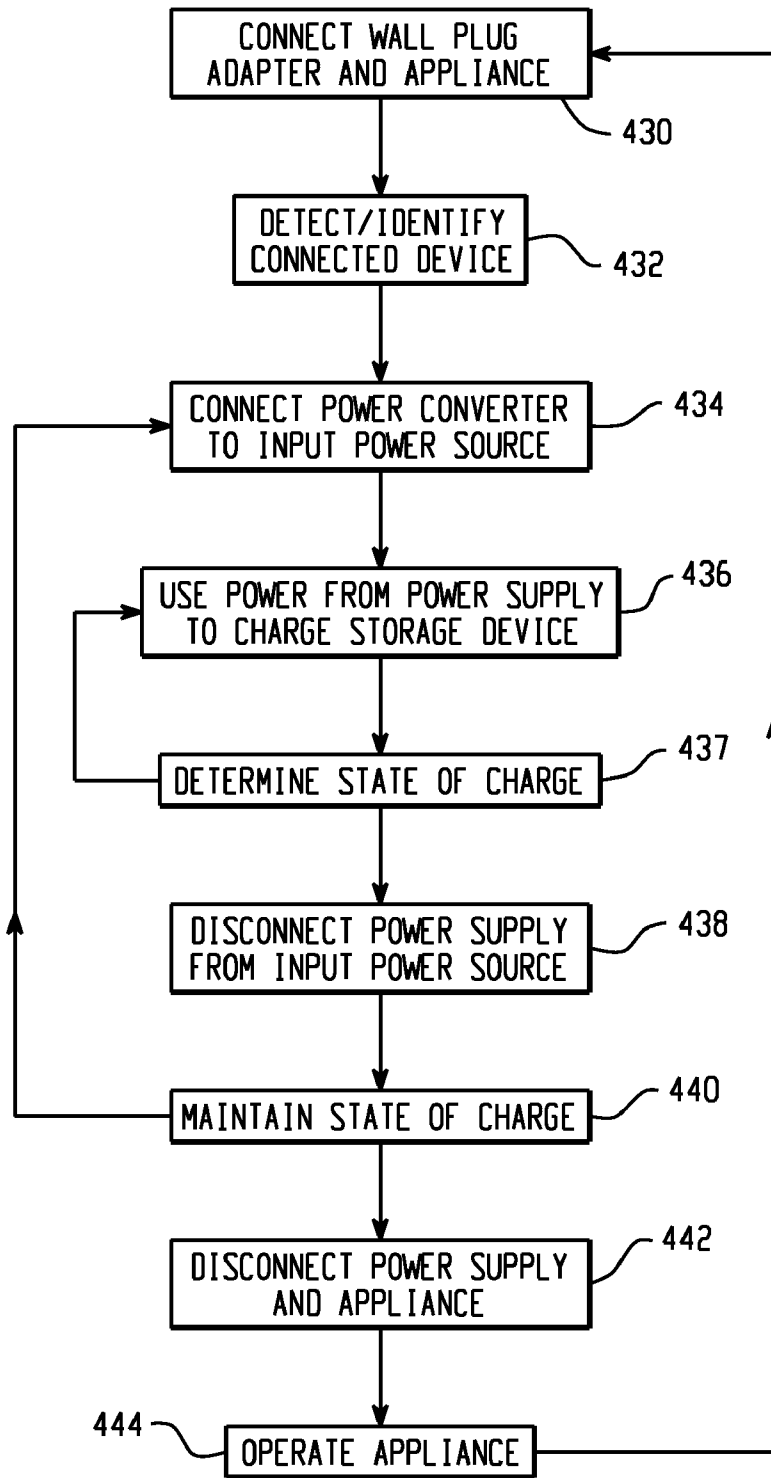 CONNECT WALL PLUG
ADAPTER AND APPLIANCE
430
DETECT/IDENTIFY
CONNECTED DEVICE
432
CONNECT POWER CONVERTER
TO INPUT POWER SOURCE
434
USE POWER FROM POWER SUPPLY
TO CHARGE STORAGE DEVICE
436
DETERMINE STATE OF CHARGE
437
DISCONNECT POWER SUPPLY
FROM INPUT POWER SOURCE
438
MAINTAIN STATE OF CHARGE
440
DISCONNECT POWER SUPPLY
AND APPLIANCE
442
444
OPERATE APPLIANCE